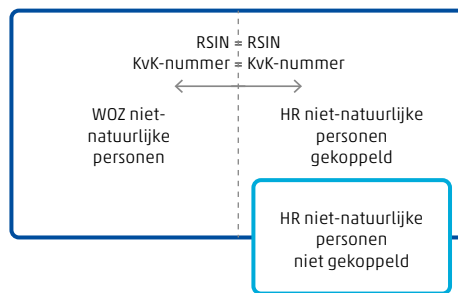 RSIN = RSIN
KvK-nummer = KvK-nummer
WOZ niet-
natuurlijke
personen
HR niet-natuurlijke
personen
gekoppeld
HR niet-natuurlijke
personen
niet gekoppeld